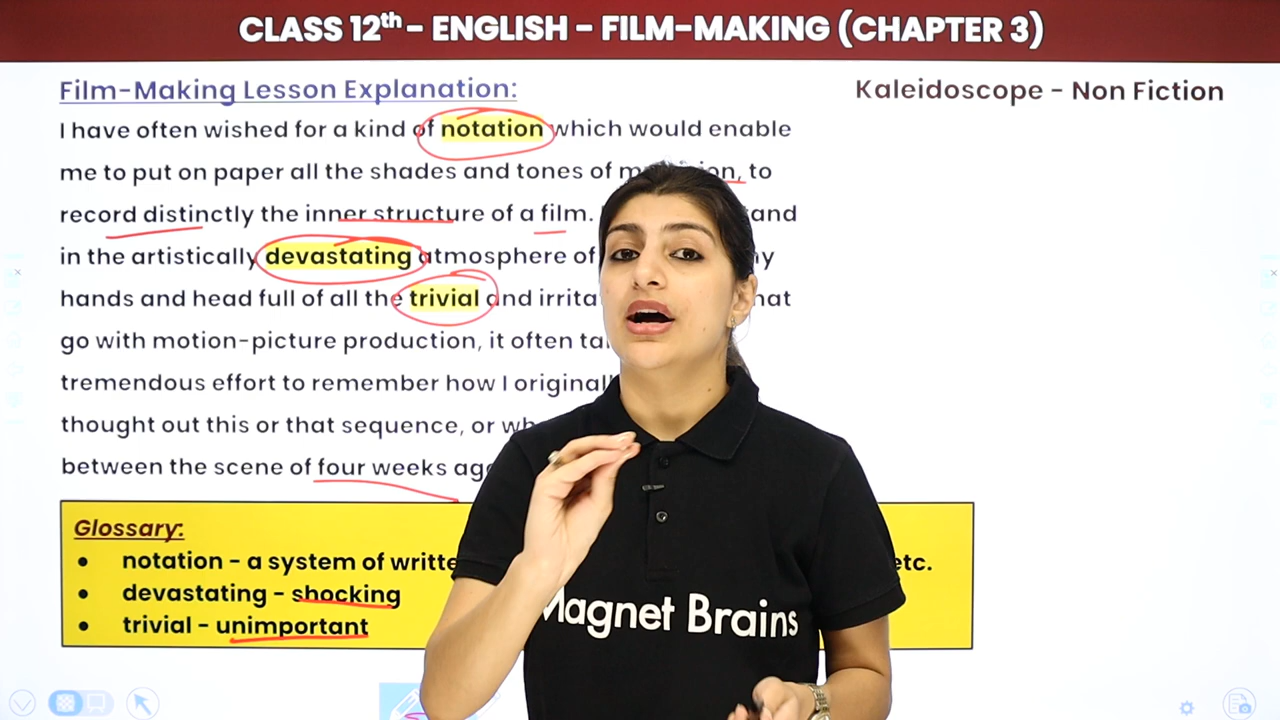 CLASS 12th - ENGLISH - FILM-MAKING (CHAPTER 3)
Film-Making Lesson Explanation:
Kaleidoscope - Non Fiction
I have often wished for a kind of notation which would enable
me to put on paper all the shades and tones of to
record distinctly the inner structure of a film.
in the artistically devastating atmosphere of
hands and head full of all the trivial and
go with motion-picture production, it often
tremendous effort to remember how I
thought out this or that sequence, or
between the scene of four weeks
Glossary:
• notation - a system of etc.
• devastating - shocking
• trivial - unimportant
Magnet Brains